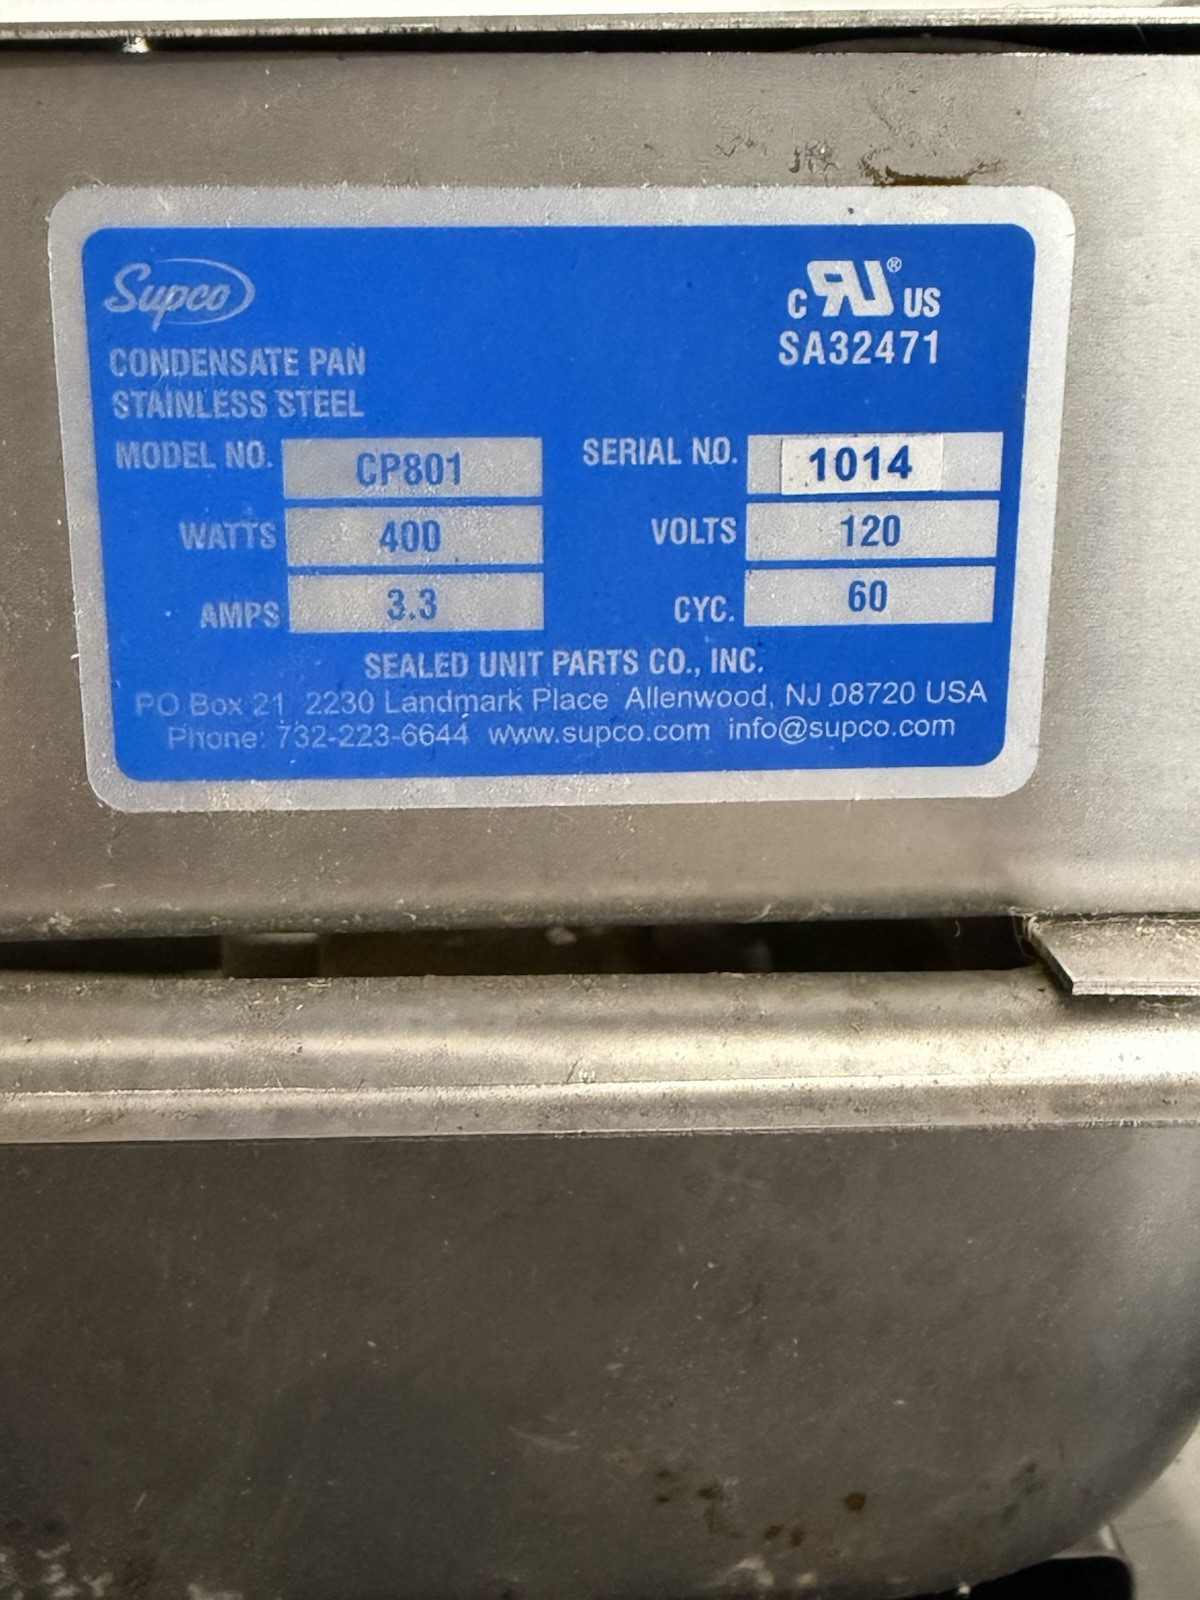 Supco
c RU® US
SA32471
CONDENSATE PAN
STAINLESS STEEL
MODEL NO. CP801 SERIAL NO. 1014
WATTS 400 VOLTS 120
AMPS 3.3 CYC. 60
SEALED UNIT PARTS CO., INC.
PO Box 21 2230 Landmark Place Allenwood, NJ 08720 USA
Phone: 732-223-6644 www.supco.com info@supco.com